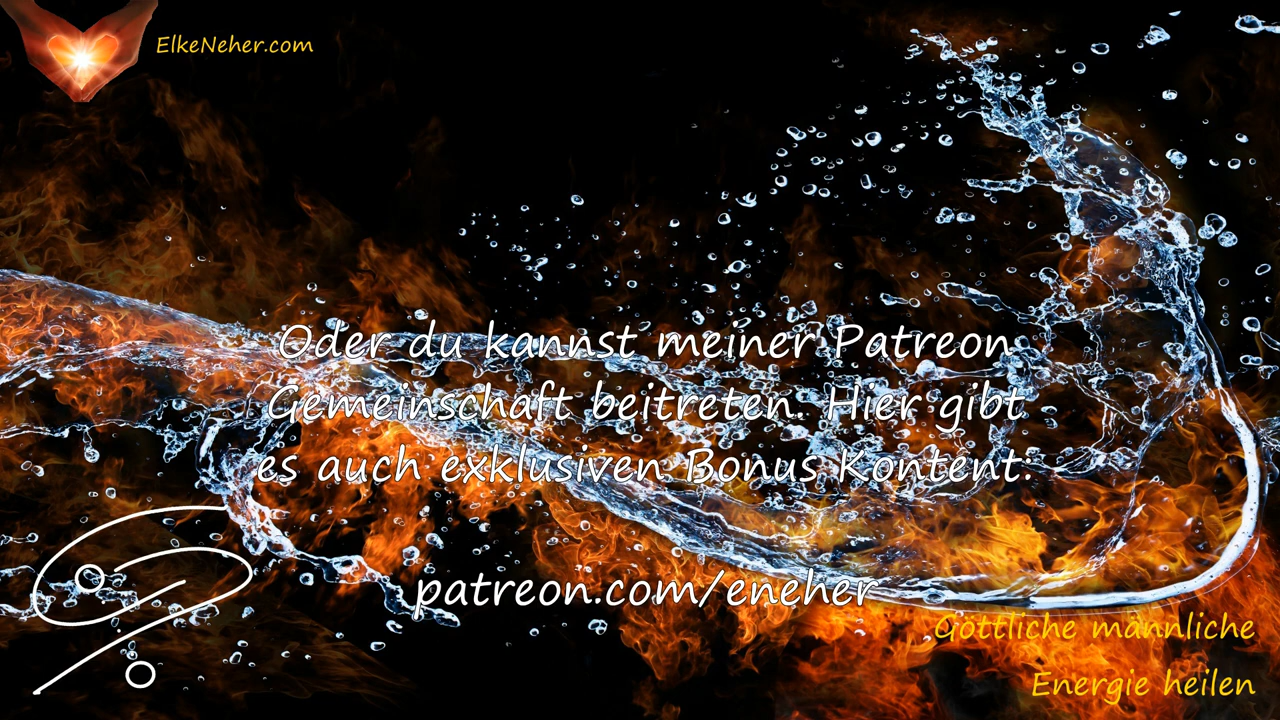 ElkeNeher.com
Oder du kannst meiner Patreon
Gemeinschaft beitreten. Hier gibt
es auch exklusiven Bonus Kontent:
patreon.com/eneher
Göttliche männliche
Energie heilen